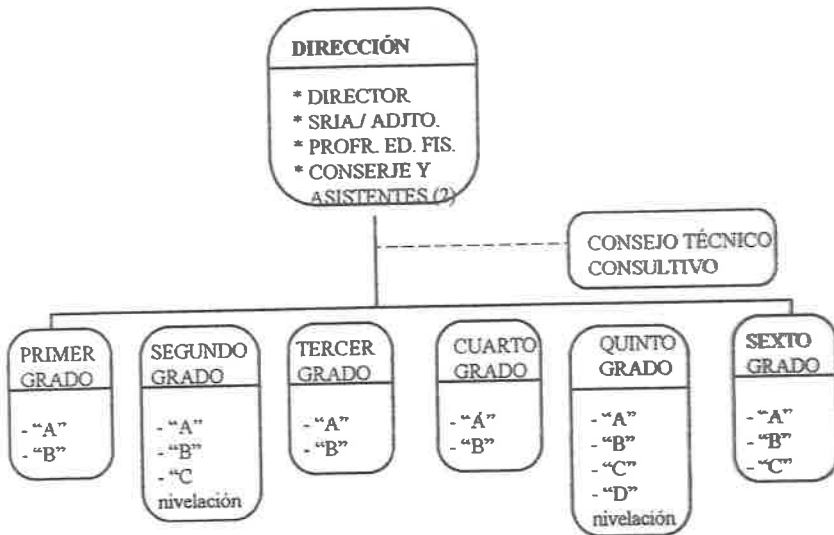 DIRECCIÓN
* DIRECTOR
* SRIA./ ADJTO.
* PROFR. ED. FIS.
* CONSERJE Y
ASISTENTES (2)
CONSEJO TÉCNICO
CONSULTIVO
PRIMER
GRADO
- “A”
- “B”
SEGUNDO
GRADO
- “A”
- “B”
- “C
nivelación
TERCER
GRADO
- “A”
- “B”
CUARTO
GRADO
- “A”
- “B”
QUINTO
GRADO
- “A”
- “B”
- “C”
- “D”
nivelación
SEXTO
GRADO
- “A”
- “B”
- “C”